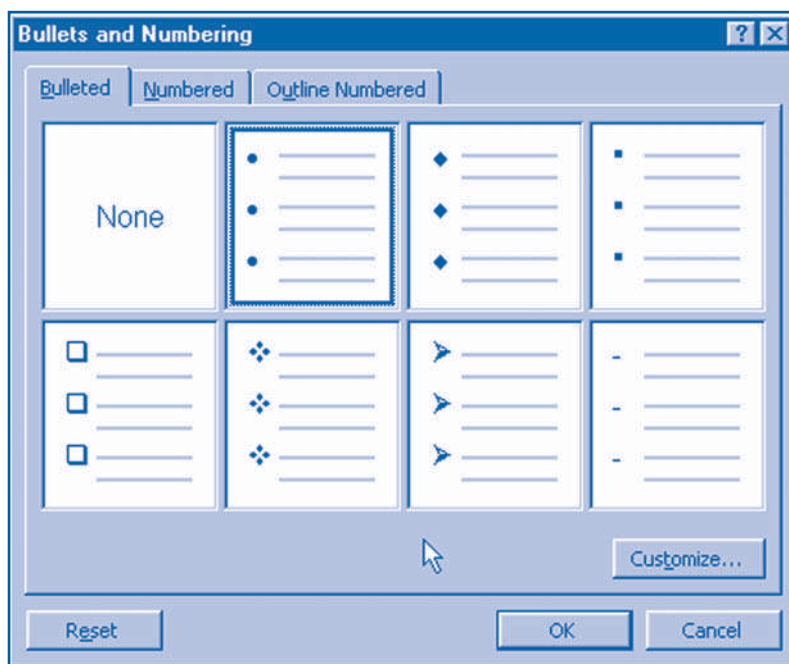 Bullets and Numbering
Bulleted Numbered Outline Numbered
None
Customize...
Reset OK Cancel